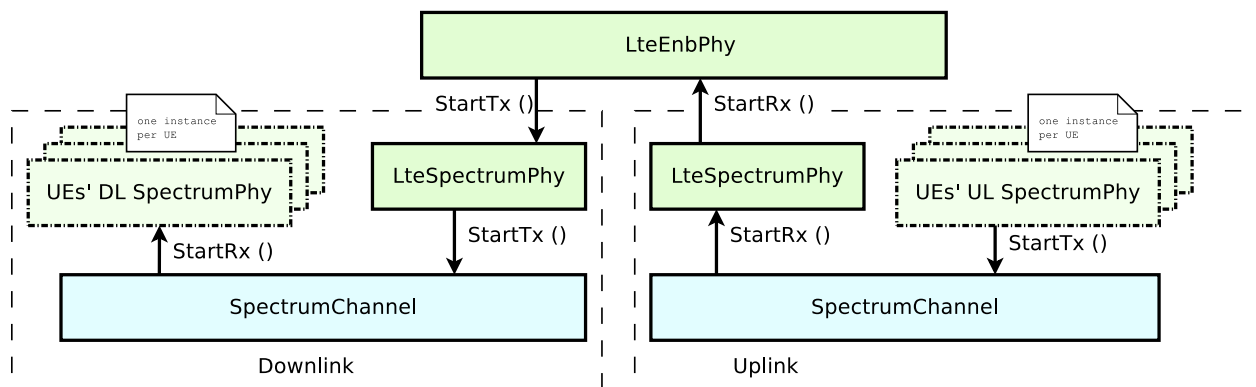 LteEnbPhy
StartTx ()
StartRx ()
one instance
per UE
one instance
per UE
UEs' DL SpectrumPhy
LteSpectrumPhy
LteSpectrumPhy
UEs' UL SpectrumPhy
StartRx ()
StartTx ()
StartRx ()
StartTx ()
SpectrumChannel
SpectrumChannel
Downlink
Uplink